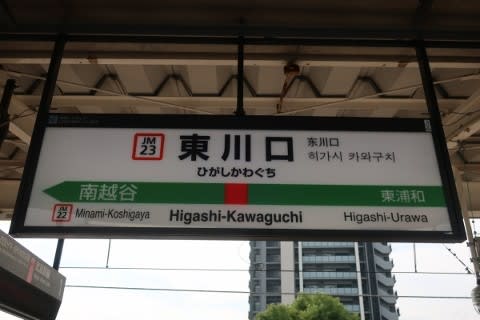 JM
23
東川口
东川口
히가시 카와구치
ひがしかわぐち
南越谷
東浦和
JM
22
Minami-Koshigaya
Higashi-Kawaguchi
Higashi-Urawa